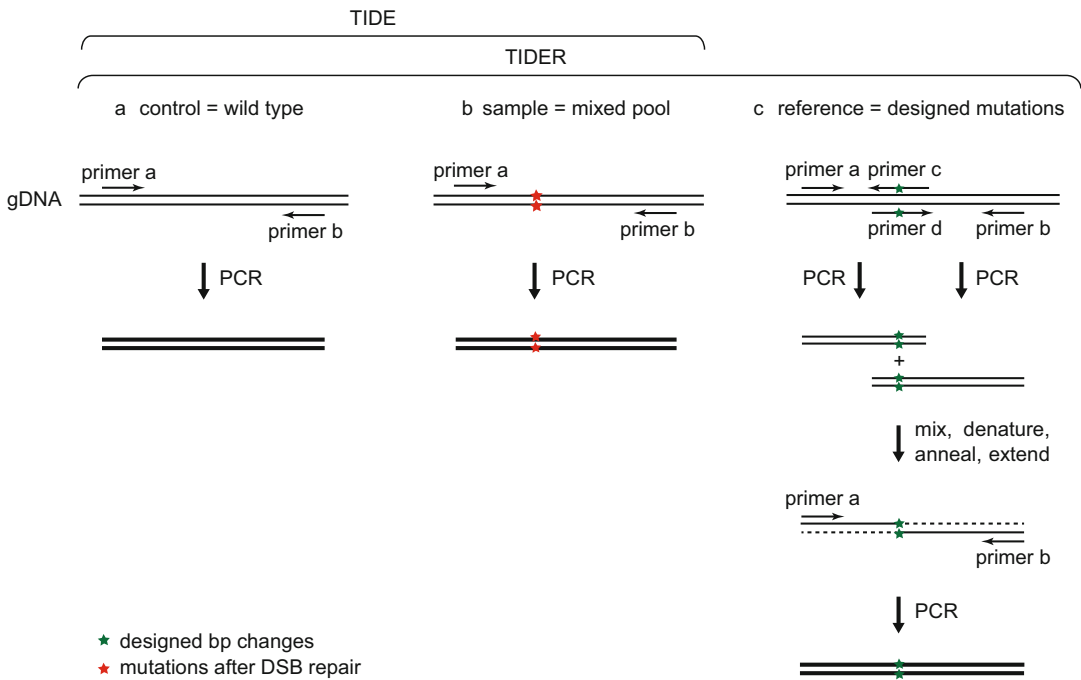 TIDE
TIDER
a control = wild type
b sample = mixed pool
c reference = designed mutations
gDNA
primer a
primer b
primer a
primer b
primer a
primer c
primer d
primer b
PCR
PCR
PCR
PCR
+
mix, denature,
anneal, extend
primer a
primer b
PCR
designed bp changes
mutations after DSB repair